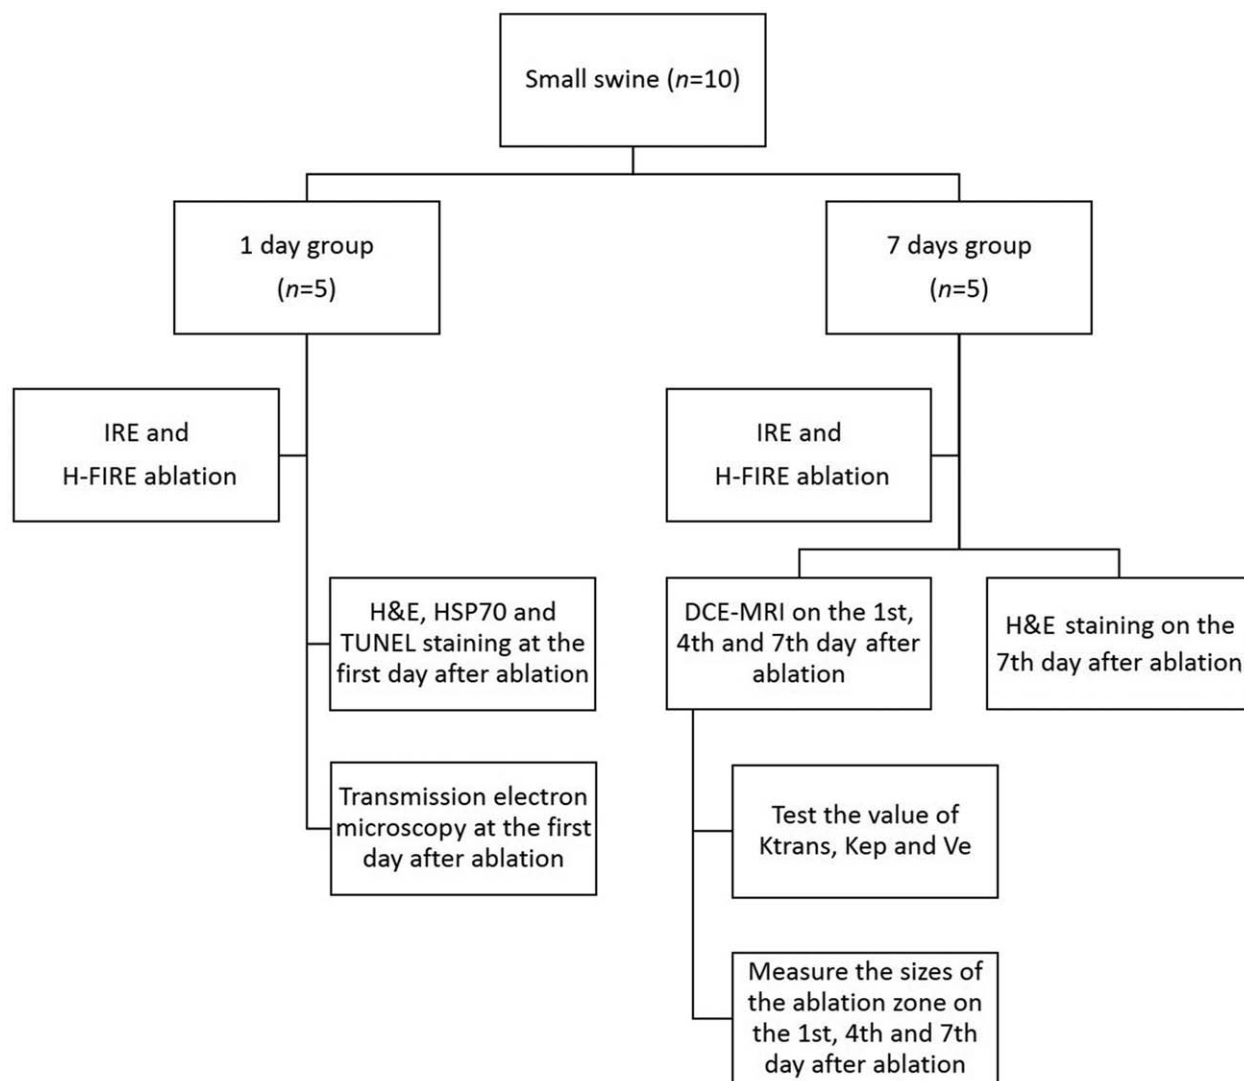 Small swine (n=10)
1 day group
(n=5)
7 days group
(n=5)
IRE and
H-FIRE ablation
IRE and
H-FIRE ablation
H&E, HSP70 and
TUNEL staining at the
first day after ablation
DCE-MRI on the 1st,
4th and 7th day after
ablation
H&E staining on the
7th day after ablation
Transmission electron
microscopy at the first
day after ablation
Test the value of
Ktrans, Kep and Ve
Measure the sizes of
the ablation zone on
the 1st, 4th and 7th
day after ablation